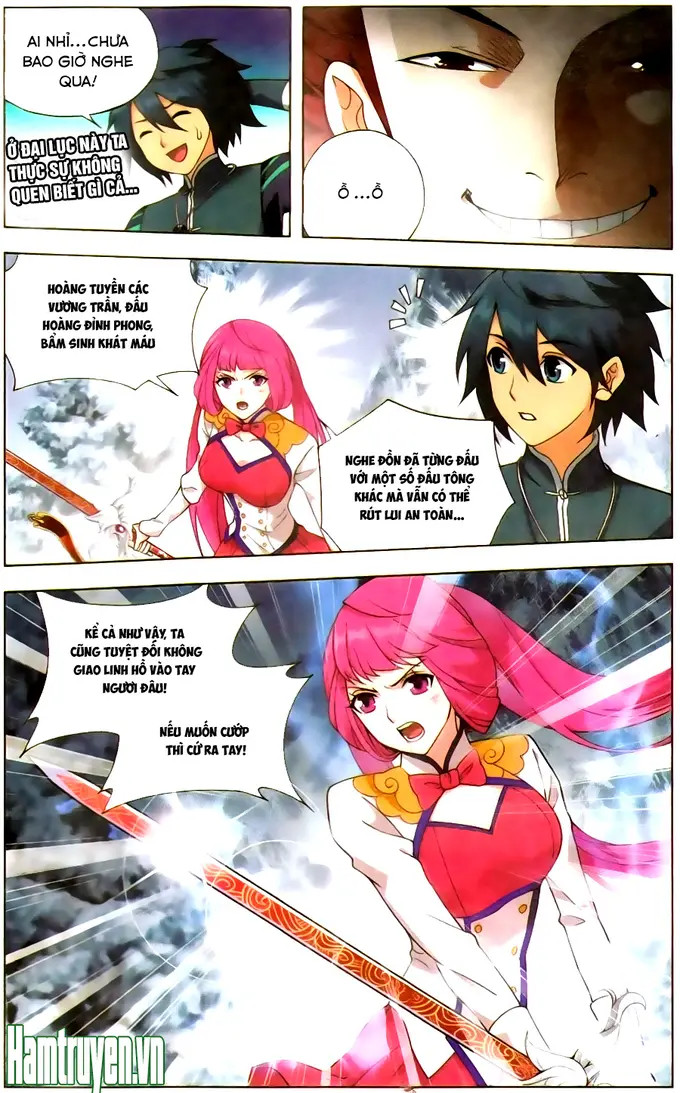 AI NHỈ...CHƯA
BAO GIỜ NGHE
QUA!
Ở ĐẠI LỤC NÀY TA
THỰC SỰ KHÔNG
QUEN BIẾT GÌ CẢ...
Ồ ...Ồ
HOÀNG TUYỀN CÁC
VƯƠNG TRẦN, ĐẤU
HOÀNG ĐỈNH PHONG,
BẨM SINH KHÁT MÁU
NGHE ĐỒN ĐÃ TỪNG ĐẤU
VỚI MỘT SỐ ĐẤU TÔNG
KHÁC MÀ VẪN CÓ THỂ
RÚT LUI AN TOÀN...
KỂ CẢ NHƯ VẬY, TA
CŨNG TUYỆT ĐỐI KHÔNG
GIAO LINH HỒ VÀO TAY
NGƯƠI ĐÂU!
NẾU MUỐN CƯỚP
THÌ CỨ RA TAY!
Hamtruyen.vn